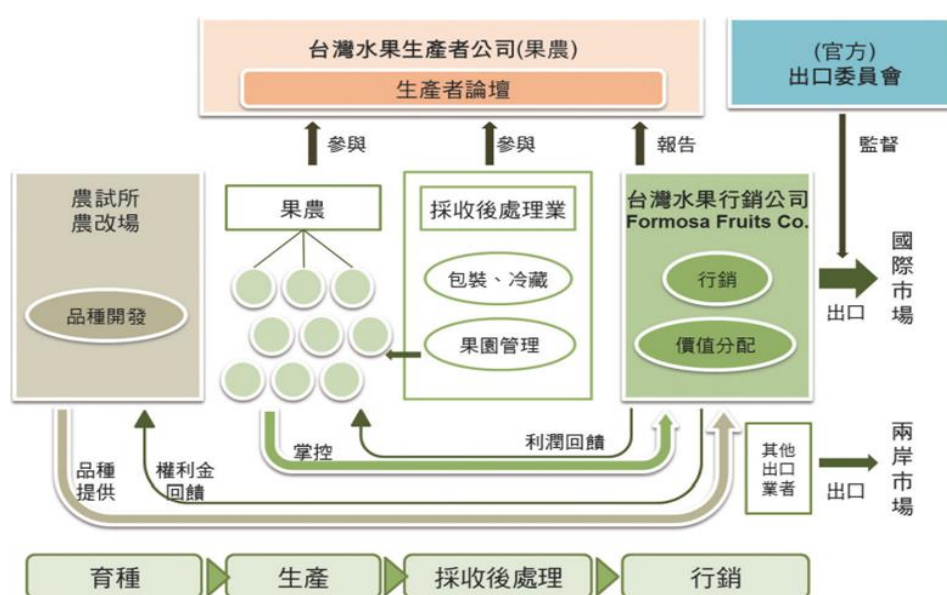 台灣水果生產者公司(果農)
生產者論壇
(官方)
出口委員會
參與
參與
報告
監督
農試所
農改場
品種開發
果農
採收後處理業
包裝、冷藏
果園管理
台灣水果行銷公司
Formosa Fruits Co.
行銷
價值分配
出口
國際市場
掌控
利潤回饋
品種
提供
權利金
回饋
其他
出口
業者
出口
兩岸市場
育種
生產
採收後處理
行銷